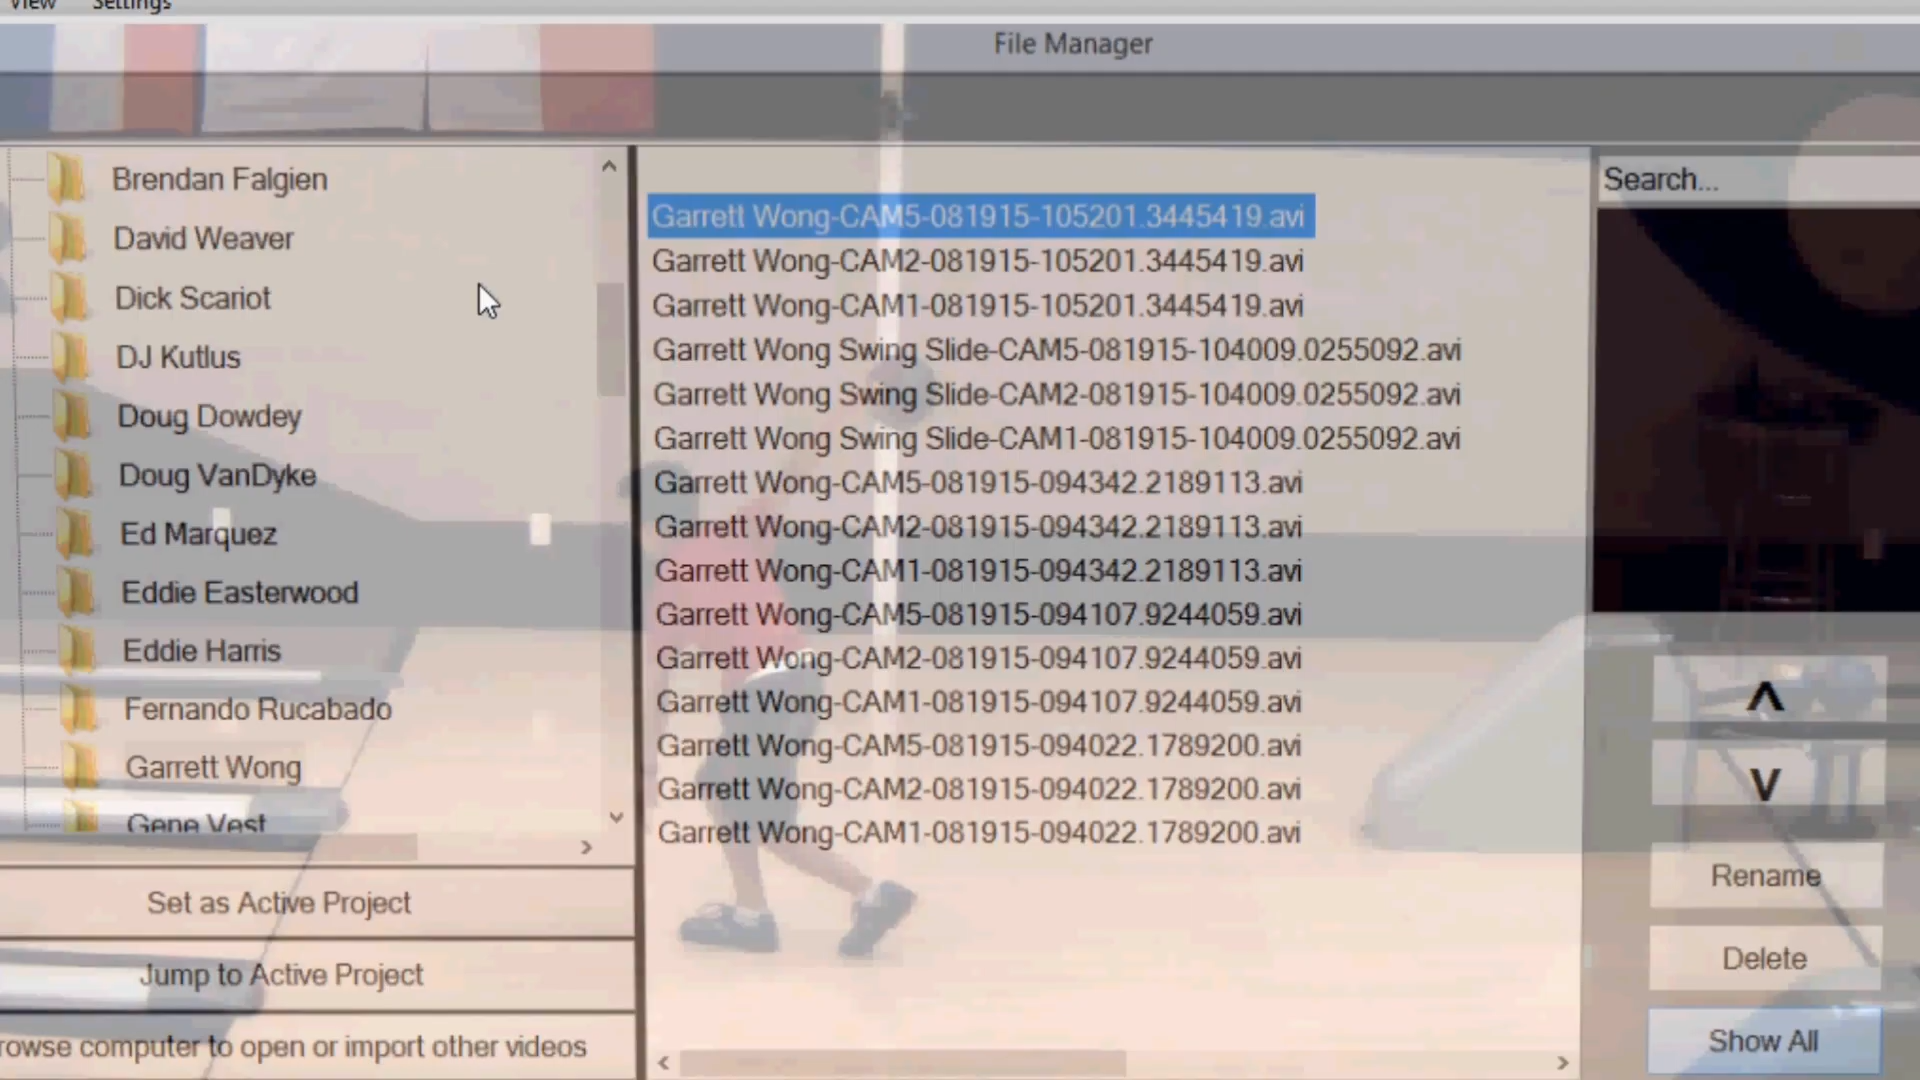 View Settings
File Manager
Brendan Falgien
David Weaver
Dick Scariot
DJ Kutlus
Doug Dowdey
Doug VanDyke
Ed Marquez
Eddie Easterwood
Eddie Harris
Fernando Rucabado
Garrett Wong
Gene Vest
Set as Active Project
Jump to Active Project
rowse computer to open or import other videos
Garrett Wong-CAM5-081915-105201.3445419.avi
Garrett Wong-CAM2-081915-105201.3445419.avi
Garrett Wong-CAM1-081915-105201.3445419.avi
Garrett Wong Swing Slide-CAM5-081915-104009.0255092.avi
Garrett Wong Swing Slide-CAM2-081915-104009.0255092.avi
Garrett Wong Swing Slide-CAM1-081915-104009.0255092.avi
Garrett Wong-CAM5-081915-094342.2189113.avi
Garrett Wong-CAM2-081915-094342.2189113.avi
Garrett Wong-CAM1-081915-094342.2189113.avi
Garrett Wong-CAM5-081915-094107.9244059.avi
Garrett Wong-CAM2-081915-094107.9244059.avi
Garrett Wong-CAM1-081915-094107.9244059.avi
Garrett Wong-CAM5-081915-094022.1789200.avi
Garrett Wong-CAM2-081915-094022.1789200.avi
Garrett Wong-CAM1-081915-094022.1789200.avi
Search...
Rename
Delete
Show All